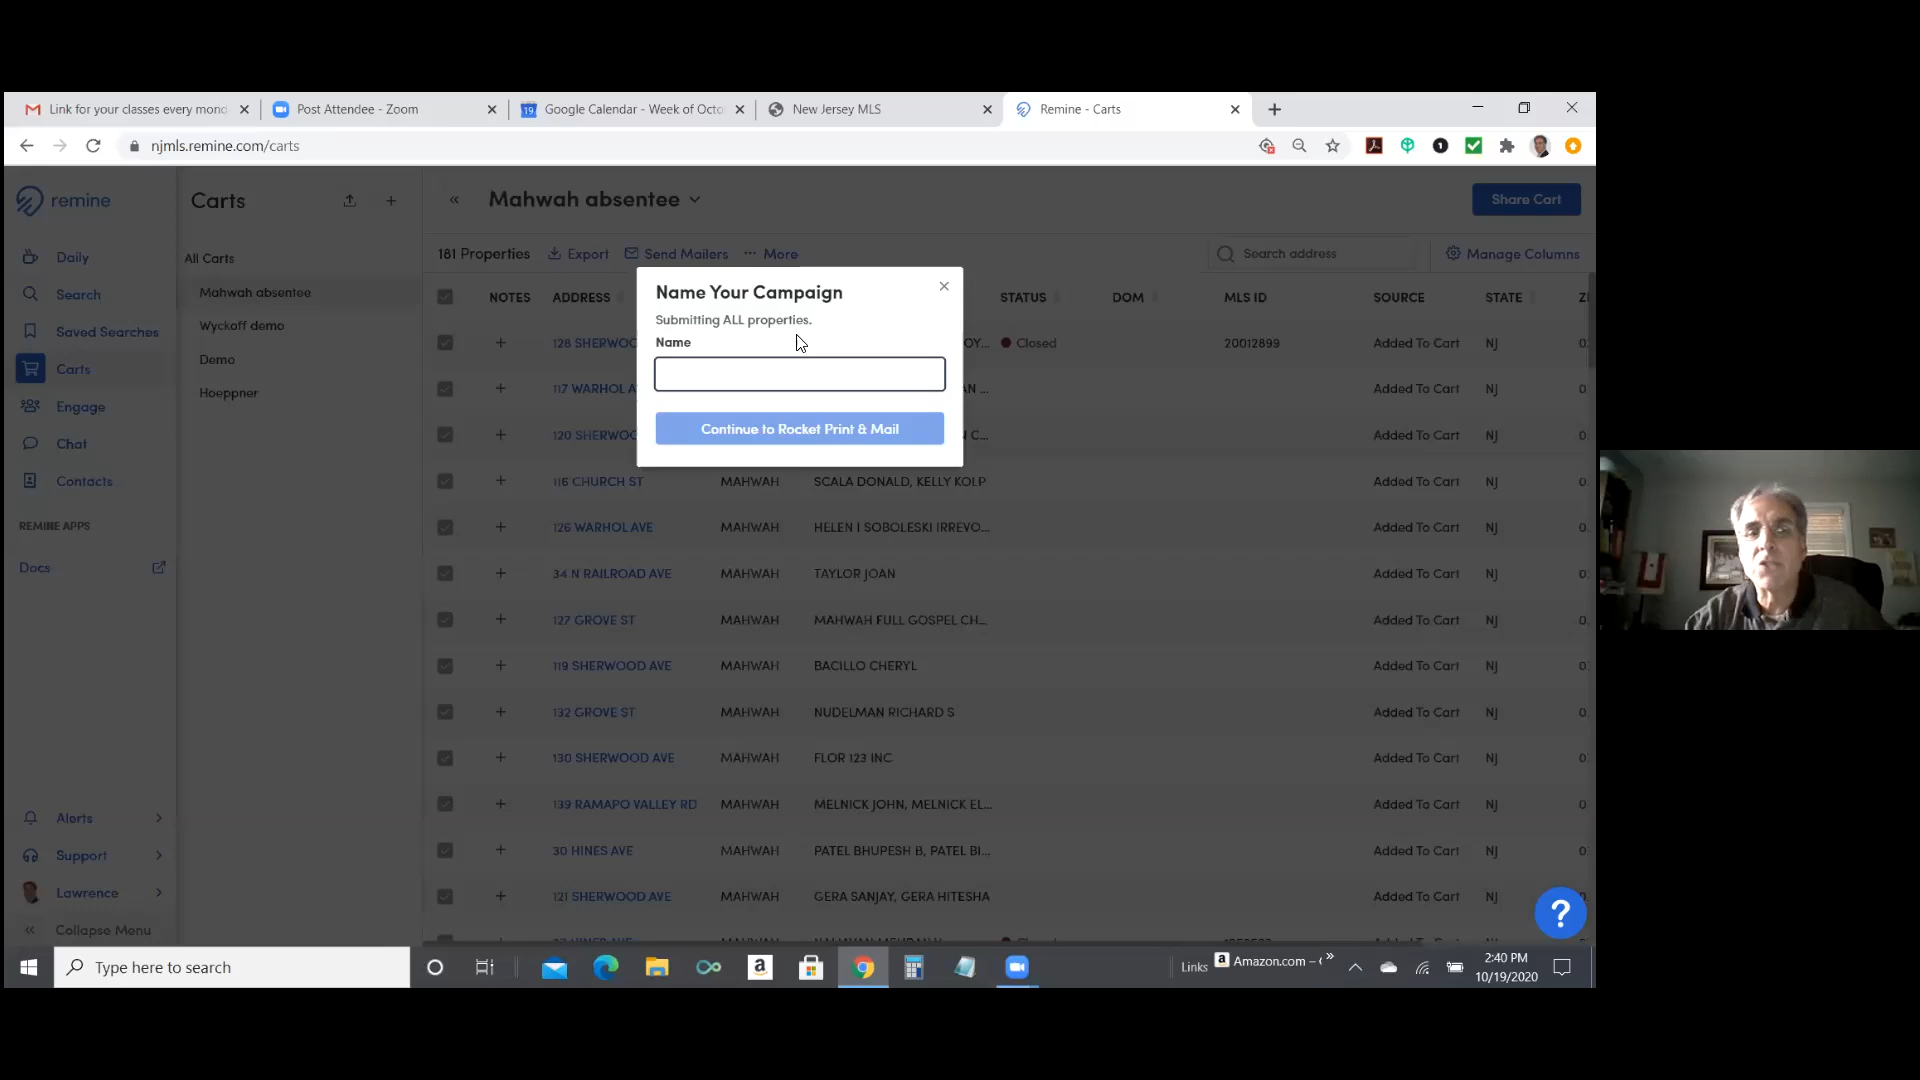 Link for your classes every mond
Post Attendee - Zoom
Google Calendar - Week of Octo
New Jersey MLS
Remine - Carts
njmls.remine.com/carts
remine
Carts
Mahwah absentee
Share Cart
Daily
Search
Saved Searches
Carts
Engage
Chat
Contacts
REMINE APPS
Docs
Alerts
Support
Lawrence
Collapse Menu
All Carts
Mahwah absentee
Wyckoff demo
Demo
Hoeppner
181 Properties
Export
Send Mailers
More
Search address
Manage Columns
NOTES ADDRESS STATUS DOM MLS ID SOURCE STATE
Name Your Campaign
Submitting ALL properties.
Name
Continue to Rocket Print & Mail
128 SHERWOO Closed 20012899 Added To Cart NJ
117 WARHOL A Added To Cart NJ
120 SHERWOO Added To Cart NJ
116 CHURCH ST MAHWAH SCALA DONALD, KELLY KOLP Added To Cart NJ
126 WARHOL AVE MAHWAH HELEN I SOBOLESKI IRREVO... Added To Cart NJ
34 N RAILROAD AVE MAHWAH TAYLOR JOAN Added To Cart NJ
127 GROVE ST MAHWAH MAHWAH FULL GOSPEL CH... Added To Cart NJ
119 SHERWOOD AVE MAHWAH BACILLO CHERYL Added To Cart NJ
132 GROVE ST MAHWAH NUDELMAN RICHARD S Added To Cart NJ
130 SHERWOOD AVE MAHWAH FLOR 123 INC Added To Cart NJ
139 RAMAPO VALLEY RD MAHWAH MELNICK JOHN, MELNICK EL... Added To Cart NJ
30 HINES AVE MAHWAH PATEL BHUPESH B, PATEL BI... Added To Cart NJ
121 SHERWOOD AVE MAHWAH GERA SANJAY, GERA HITESHA Added To Cart NJ
?
Type here to search
Links
Amazon.com – (
2:40 PM
10/19/2020